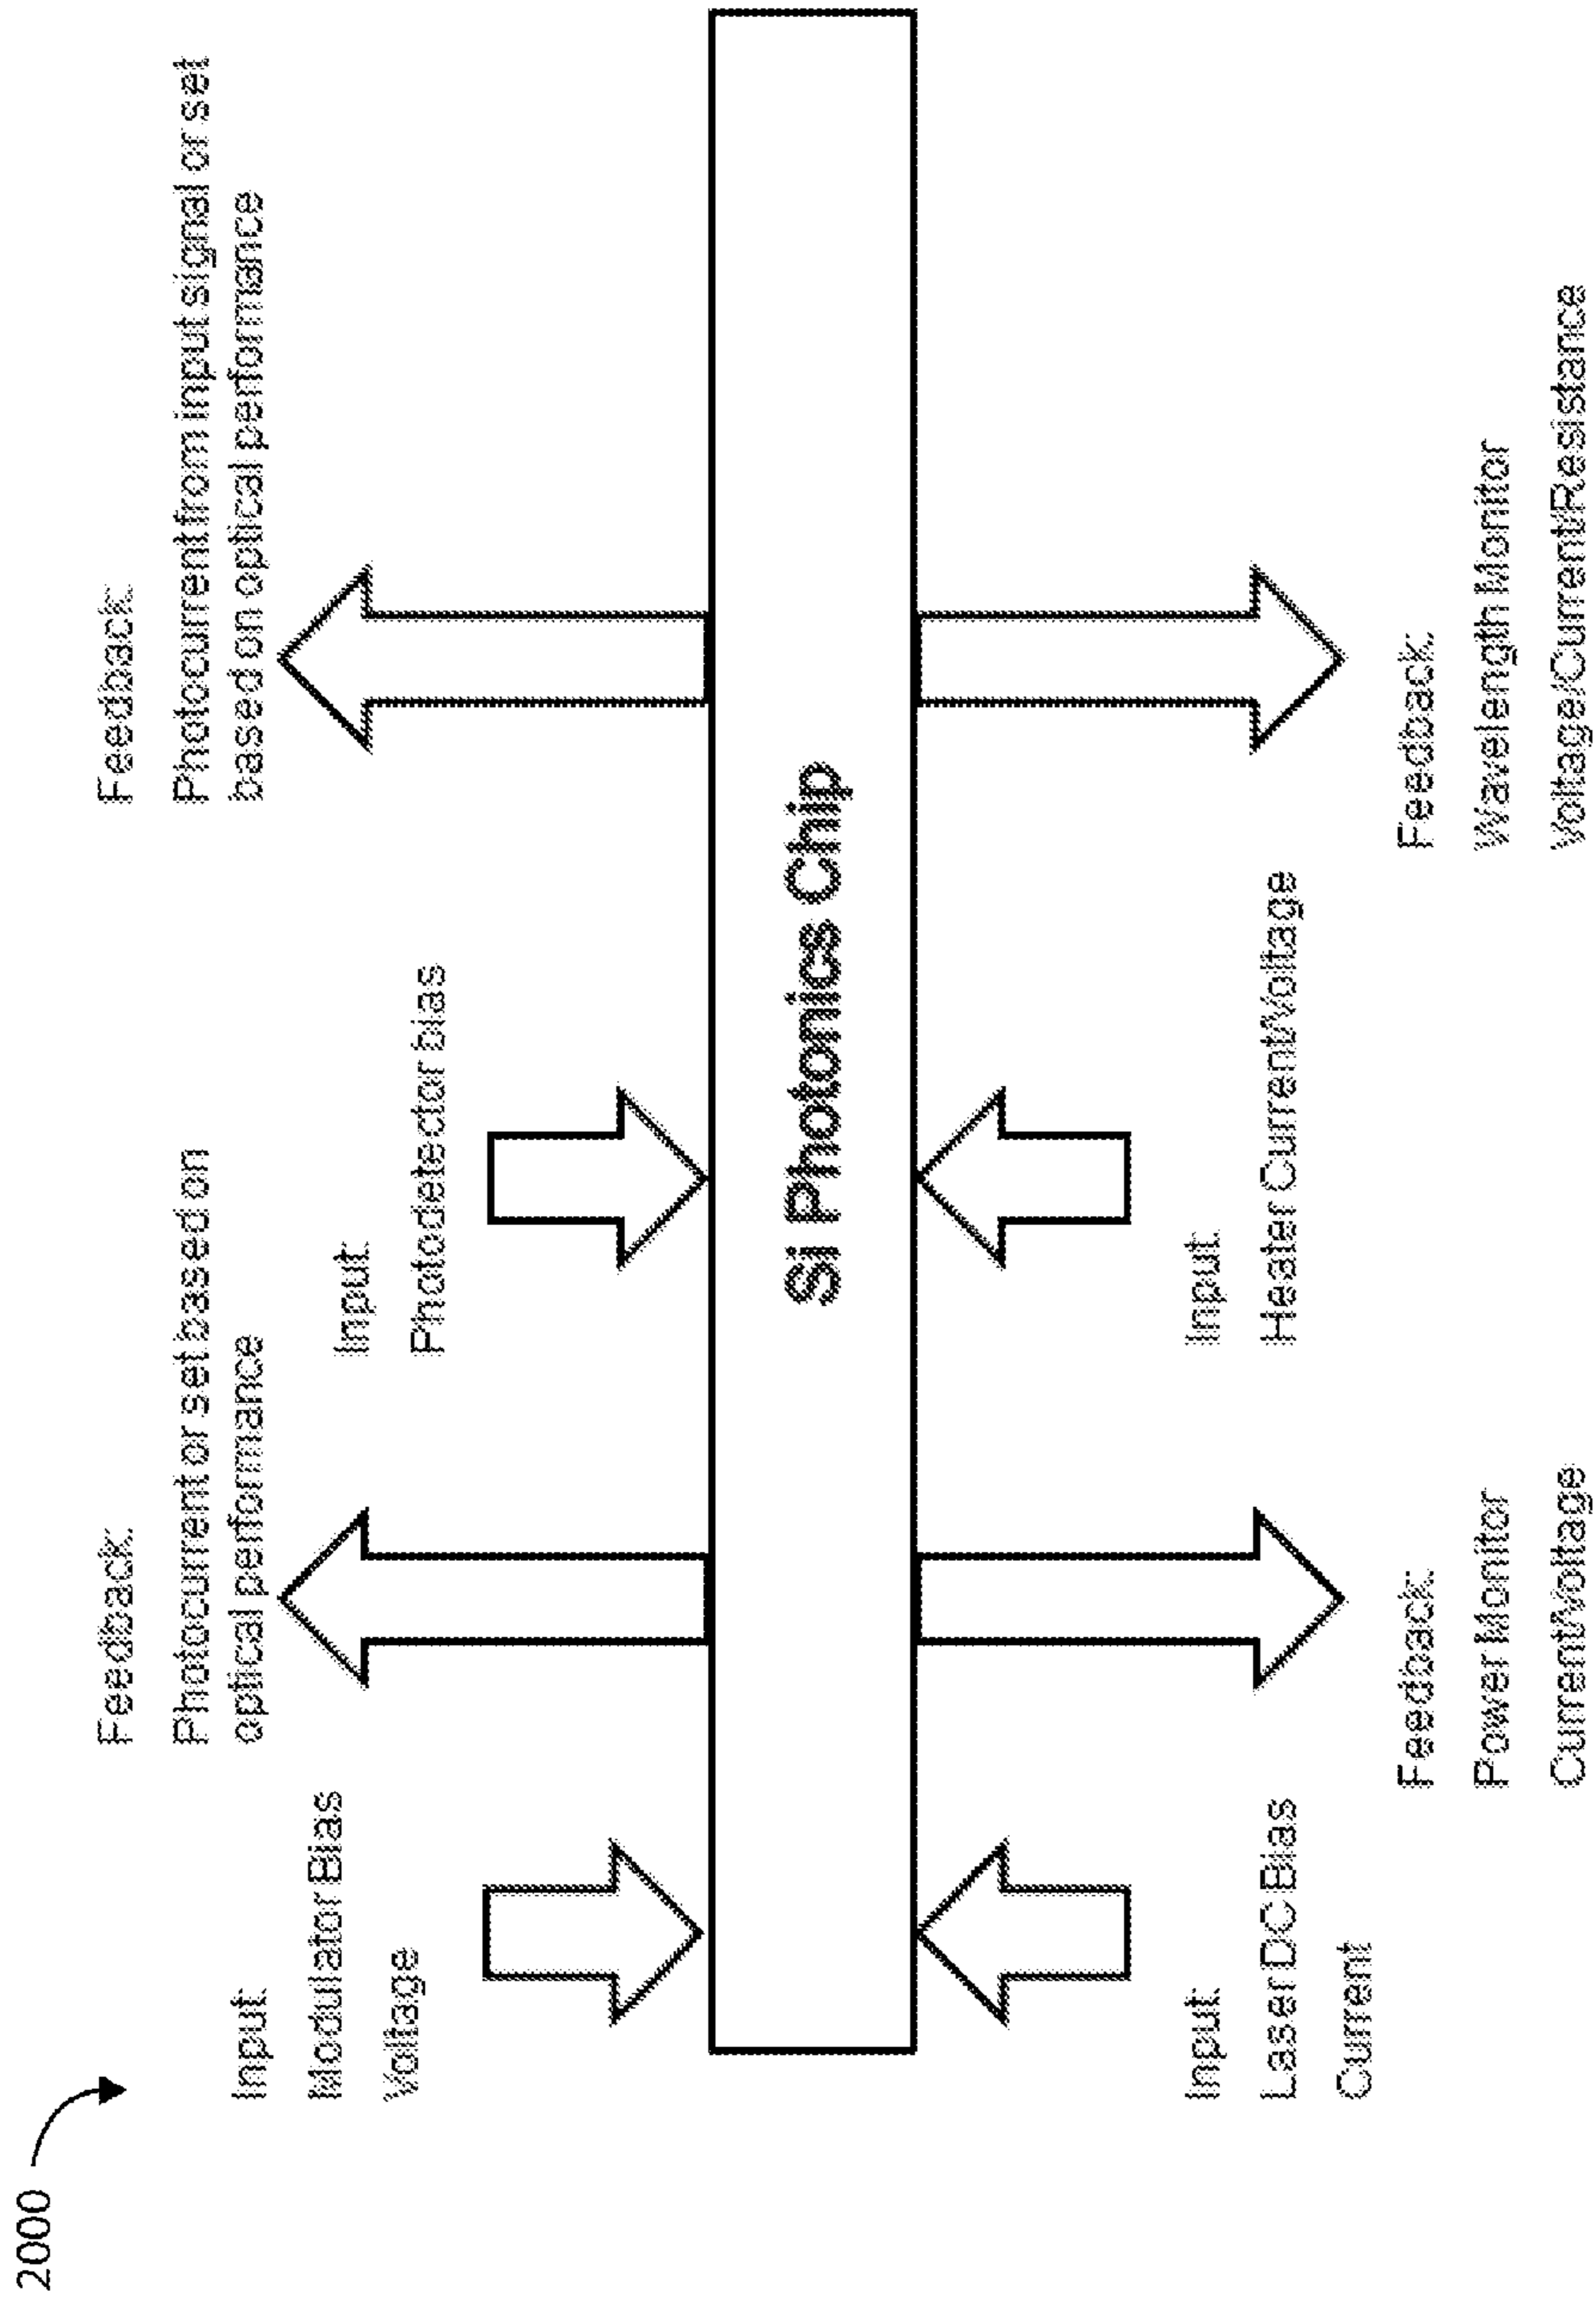 2000
Feedback:
Photocurrent or set based on
optical performance
Feedback:
Photocurrent from input signal or set
based on optical performance
Input:
Modulator Bias
Voltage
Input:
Photodetector bias
Si Photonics Chip
Input:
Laser DC Bias
Current
Input:
Heater Current/Voltage
Feedback:
Power Monitor
Current/Voltage
Feedback:
Wavelength Monitor
Voltage/Current/Resistance